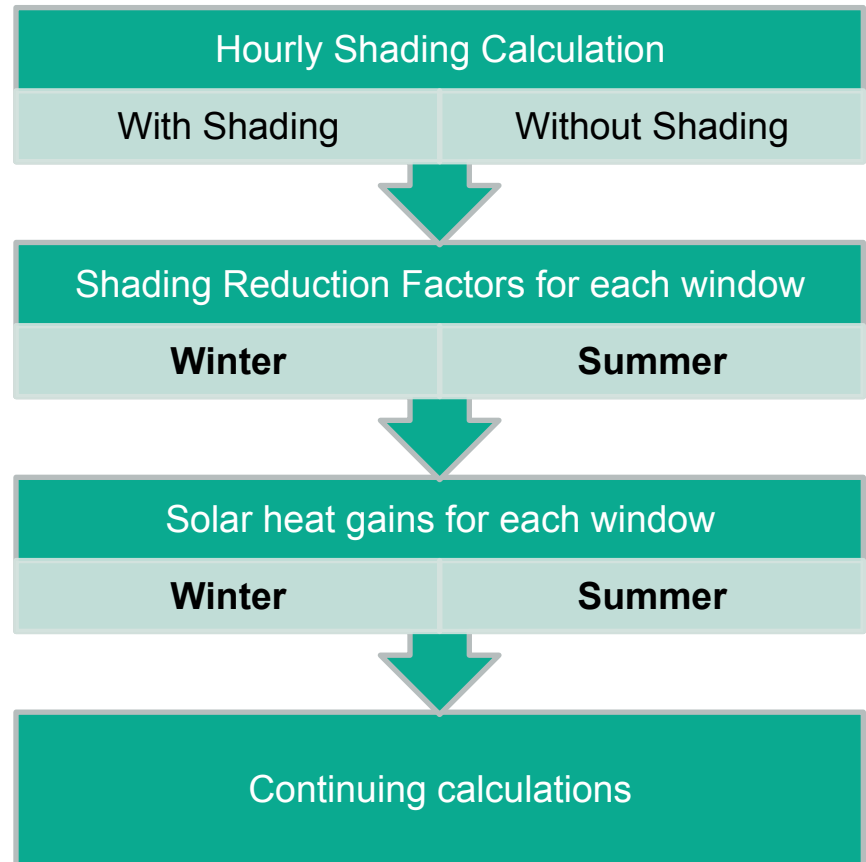 Hourly Shading Calculation
With Shading
Without Shading
Shading Reduction Factors for each window
Winter
Summer
Solar heat gains for each window
Winter
Summer
Continuing calculations